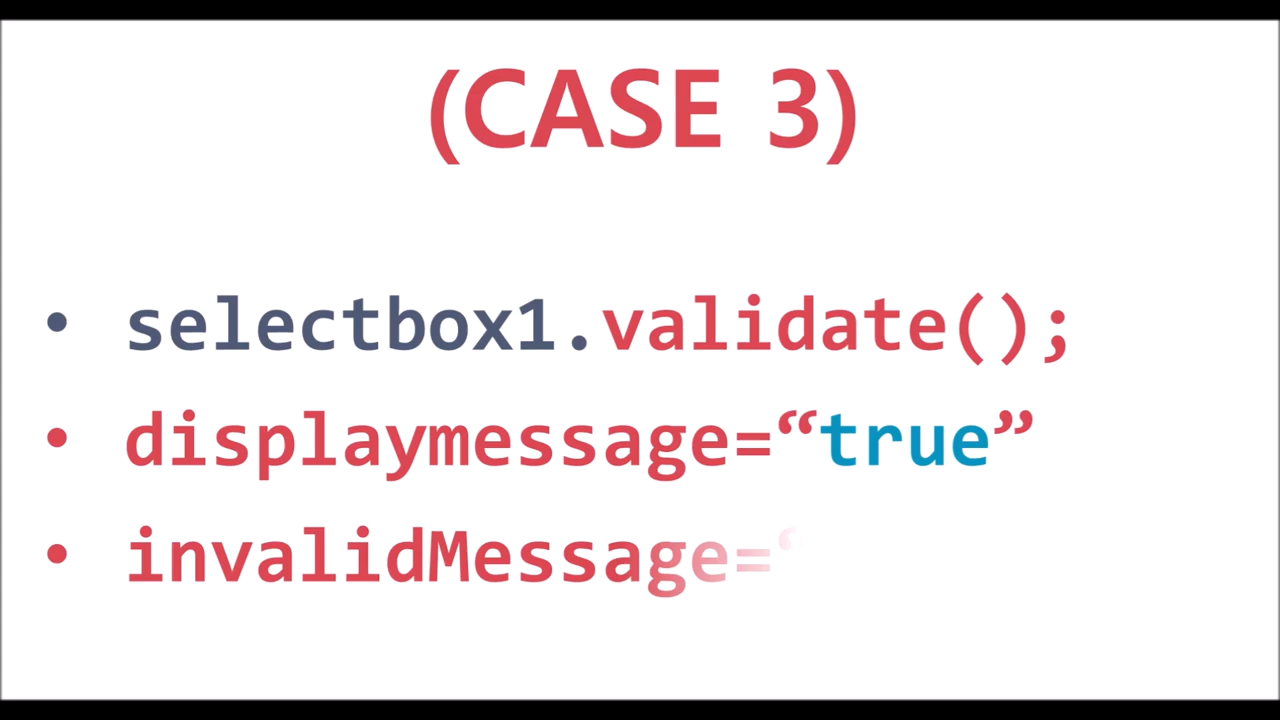 (CASE 3)
• selectbox1.validate();
• displaymessage=“true”
• invalidMessage=“